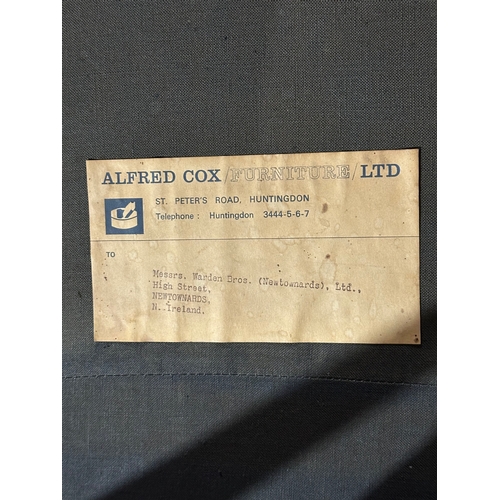 ALFRED COX/FURNITURE/LTD
ST. PETER'S ROAD, HUNTINGDON
Telephone : Huntingdon 3444-5-6-7
TO
Messrs. Warden Bros. (Newtownards), Ltd.,
High Street,
NEWTOWNARDS,
N. Ireland.